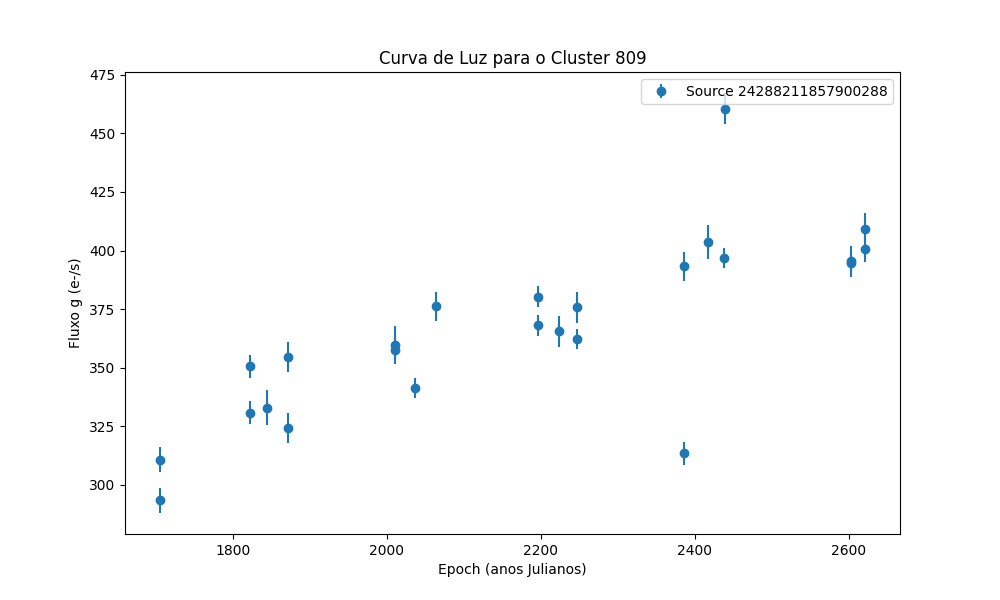 Curva de Luz para o Cluster 809
Source 24288211857900288
475
450
425
400
375
350
325
300
Fluxo g (e-/s)
1800 2000 2200 2400 2600
Epoch (anos Julianos)